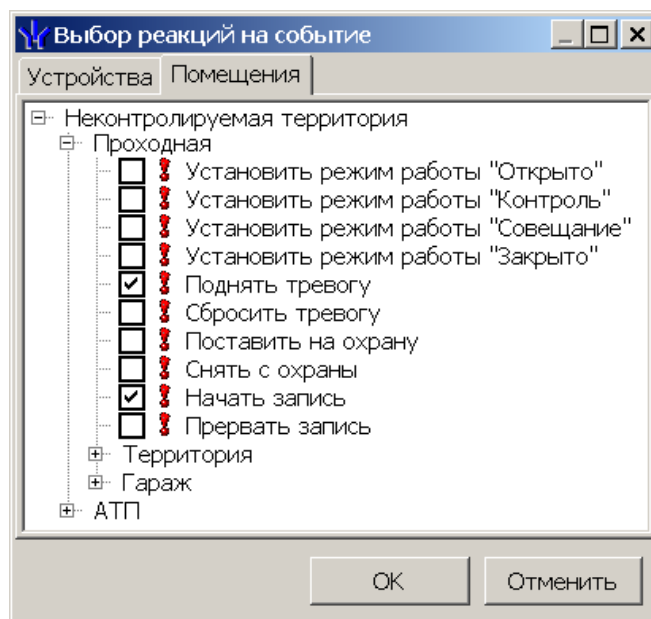 Выбор реакций на событие
Устройства Помещения
Неконтролируемая территория
Проходная
Установить режим работы "Открыто"
Установить режим работы "Контроль"
Установить режим работы "Совещание"
Установить режим работы "Закрыто"
Поднять тревогу
Сбросить тревогу
Поставить на охрану
Снять с охраны
Начать запись
Прервать запись
Территория
Гараж
АТП
OK Отменить